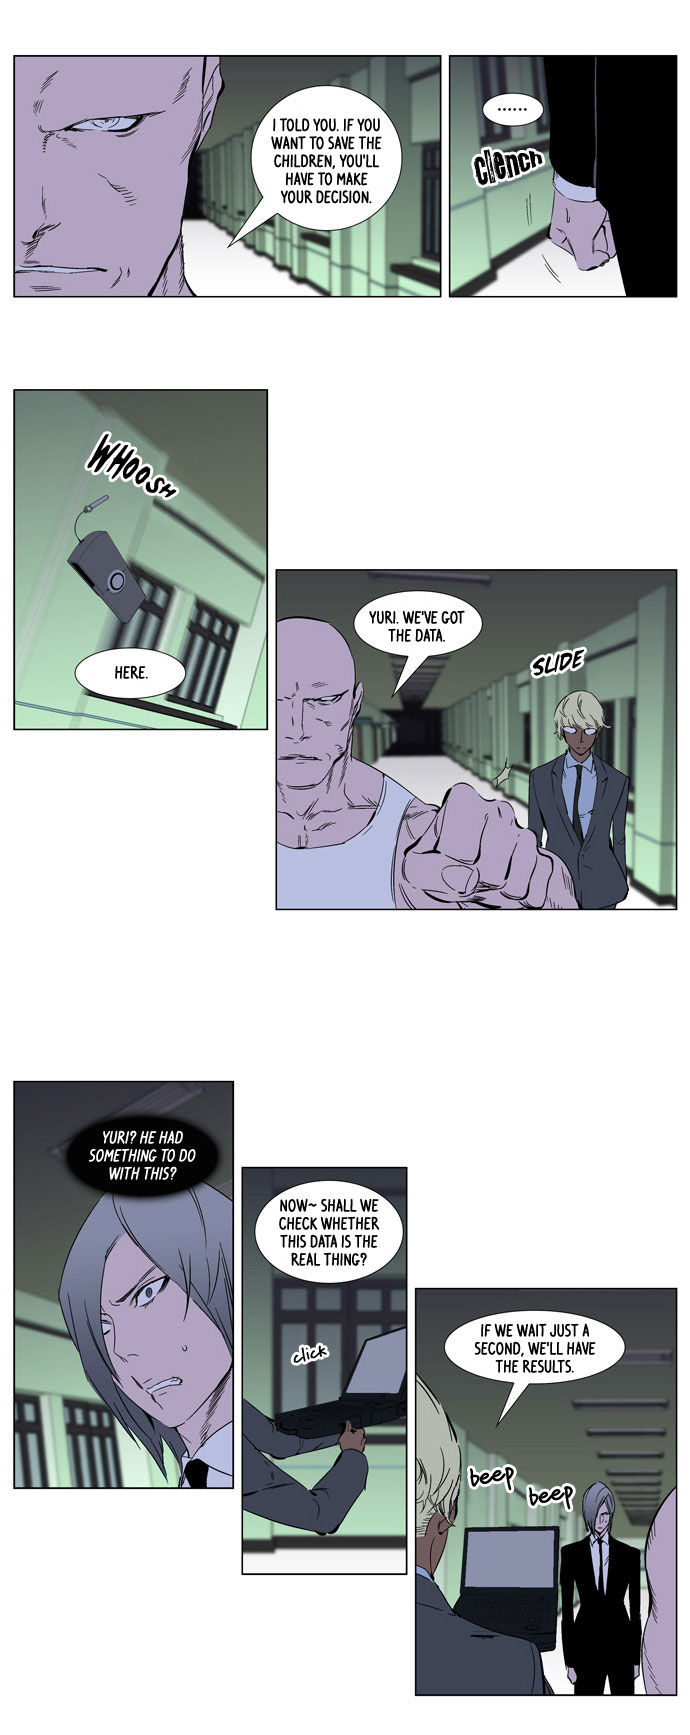 I TOLD YOU. IF YOU
WANT TO SAVE THE
CHILDREN, YOU'LL
HAVE TO MAKE
YOUR DECISION.
......
clench
WHOOSH
HERE.
YURI. WE'VE GOT
THE DATA.
SLIDE
YURI? HE HAD
SOMETHING TO DO
WITH THIS?
NOW~ SHALL WE
CHECK WHETHER
THIS DATA IS THE
REAL THING?
click
IF WE WAIT JUST A
SECOND, WE'LL HAVE
THE RESULTS.
beep
beep